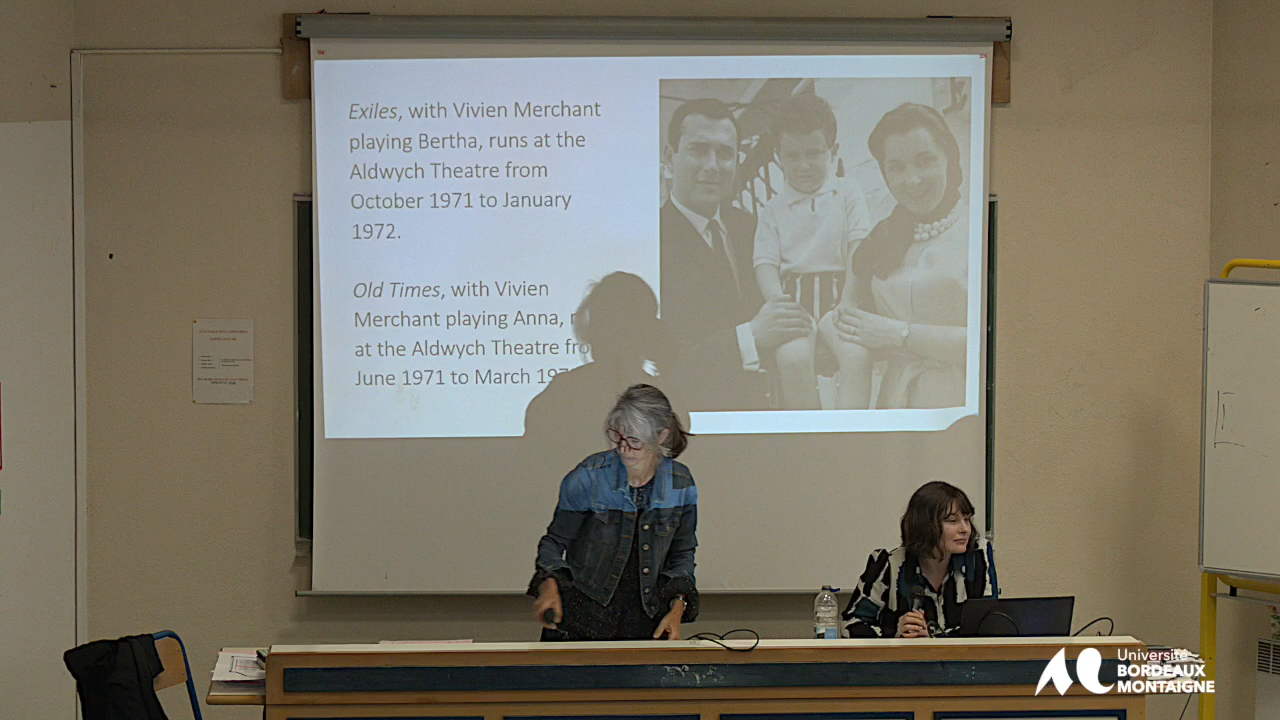 Exiles, with Vivien Merchant
playing Bertha, runs at the
Aldwych Theatre from
October 1971 to January
1972.
Old Times, with Vivien
Merchant playing Anna,
at the Aldwych Theatre
June 1971 to March
Université
BORDEAUX
MONTAIGNE